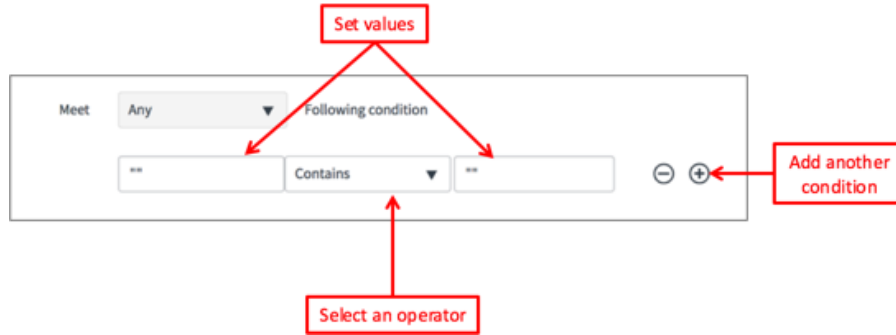 Set values
Meet Any Following condition
"" Contains ""
Add another
condition
Select an operator